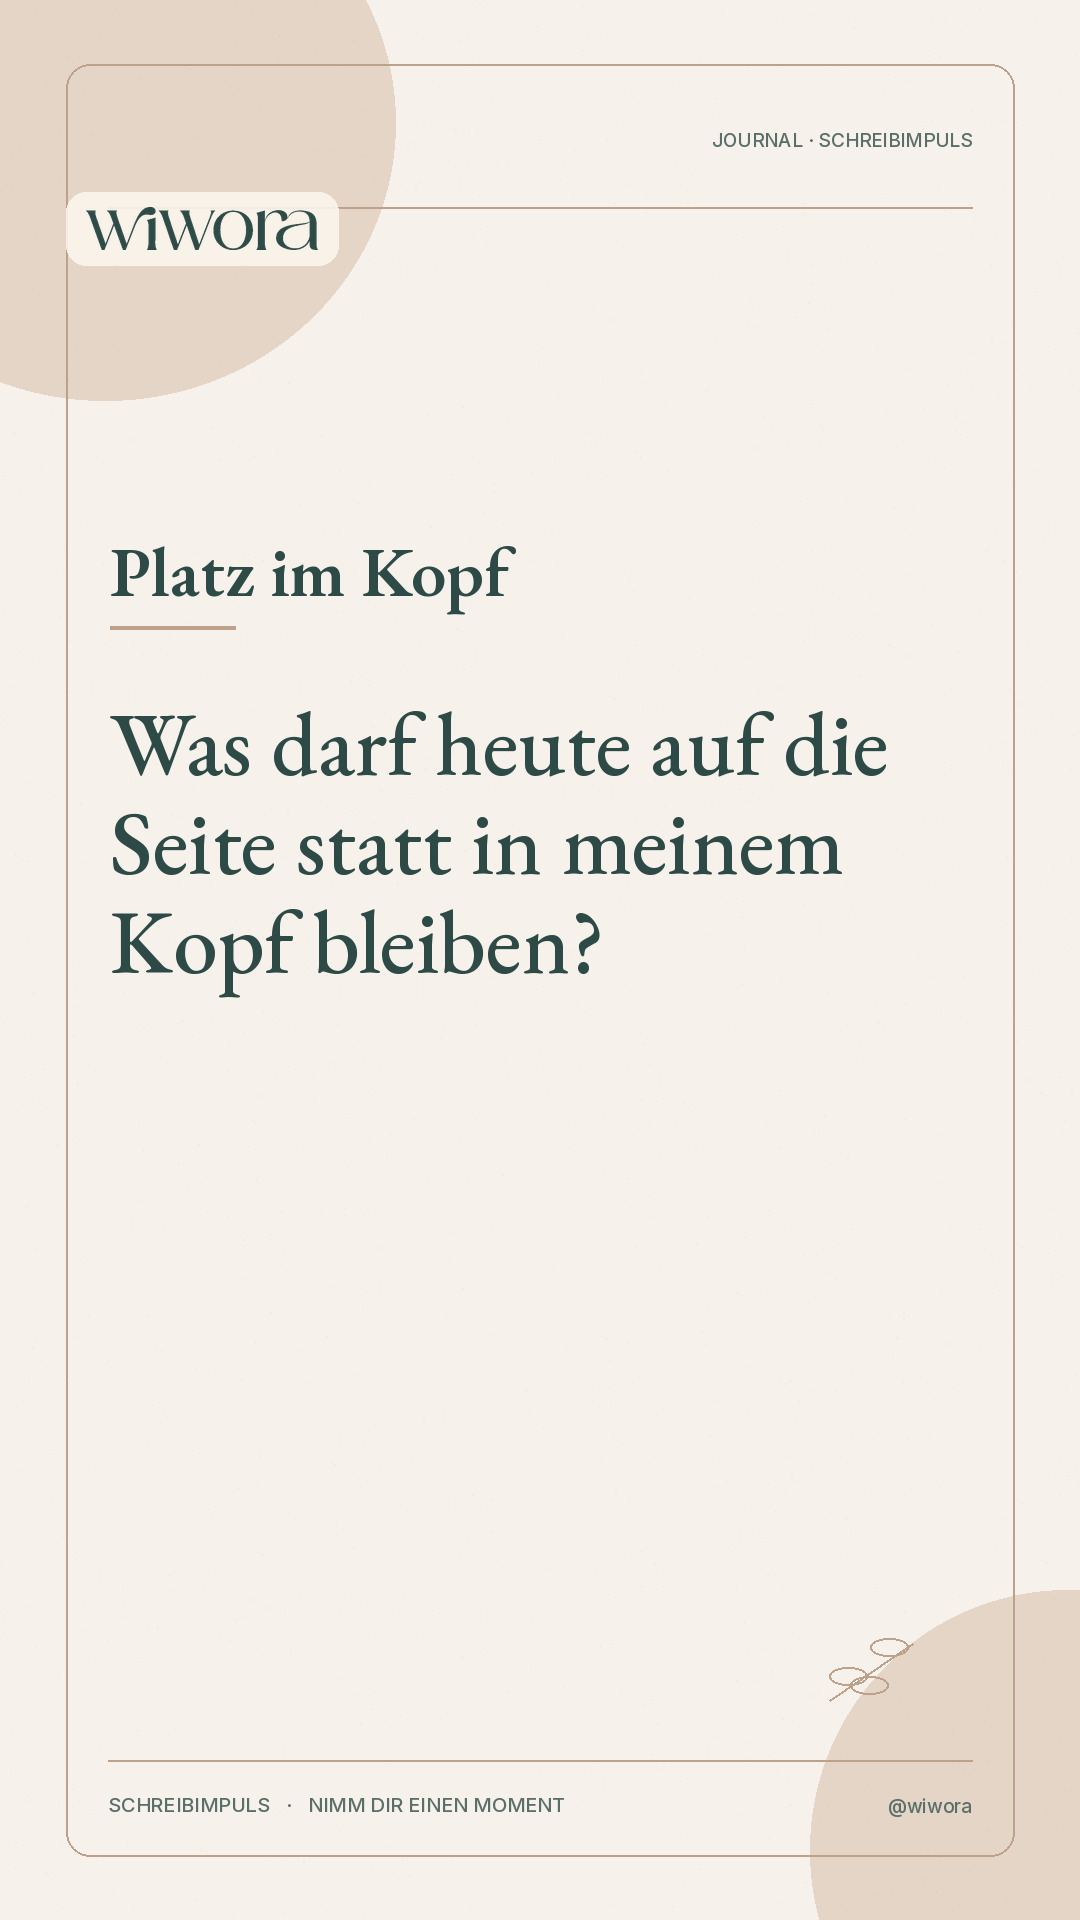 JOURNAL · SCHREIBIMPULS
wiwora
Platz im Kopf
Was darf heute auf die
Seite statt in meinem
Kopf bleiben?
SCHREIBIMPULS · NIMM DIR EINEN MOMENT
@wiwora